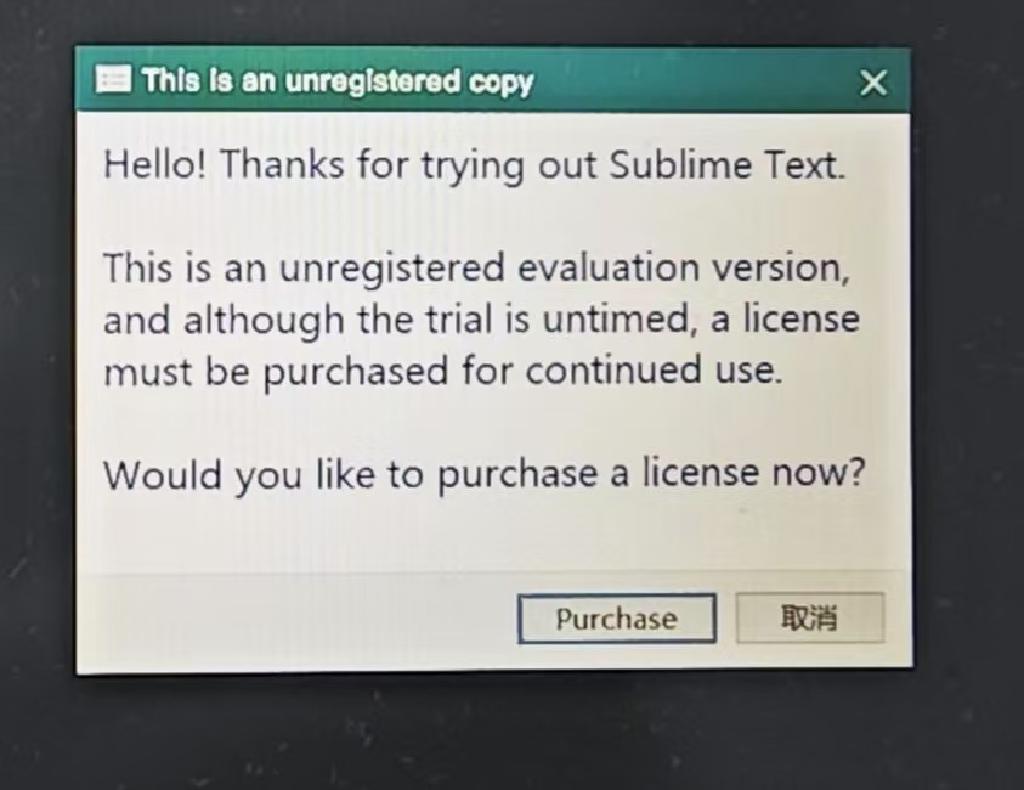 This is an unregistered copy
Hello! Thanks for trying out Sublime Text.
This is an unregistered evaluation version,
and although the trial is untimed, a license
must be purchased for continued use.
Would you like to purchase a license now?
Purchase
取消